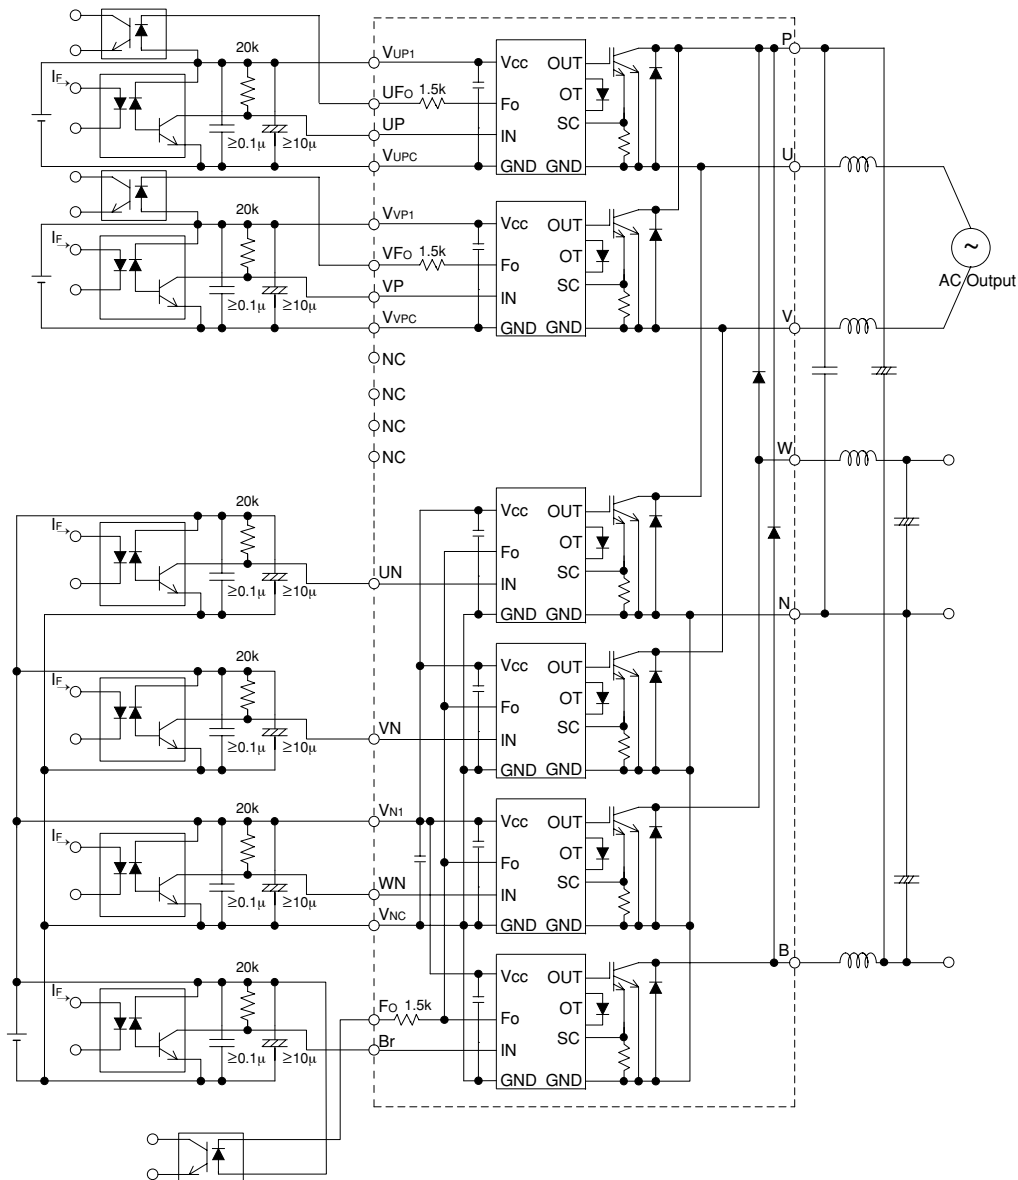 20k
IF
≥0.1μ
≥10μ
VUP1
UFO 1.5k
UP
VUPC
Vcc OUT
OT
Fo
SC
IN
GND GND
P
U
20k
IF
≥0.1μ
≥10μ
VVP1
VFO 1.5k
VP
VVPC
Vcc OUT
OT
Fo
SC
IN
GND GND
V
~
AC Output
NC
NC
NC
NC
W
20k
IF
≥0.1μ
≥10μ
UN
Vcc OUT
OT
Fo
SC
IN
GND GND
N
20k
IF
≥0.1μ
≥10μ
VN
Vcc OUT
OT
Fo
SC
IN
GND GND
20k
IF
≥0.1μ
≥10μ
VN1
WN
VNC
Vcc OUT
OT
Fo
SC
IN
GND GND
B
20k
IF
≥0.1μ
≥10μ
FO 1.5k
Br
Vcc OUT
OT
Fo
SC
IN
GND GND